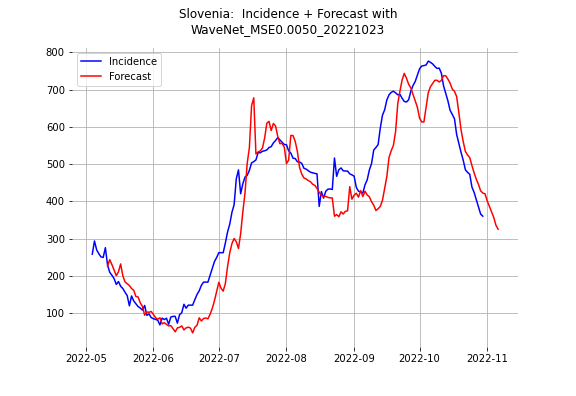 Slovenia:  Incidence + Forecast with
WaveNet_MSE0.0050_20221023
Incidence
Forecast
800
700
600
500
400
300
200
100
2022-05 2022-06 2022-07 2022-08 2022-09 2022-10 2022-11